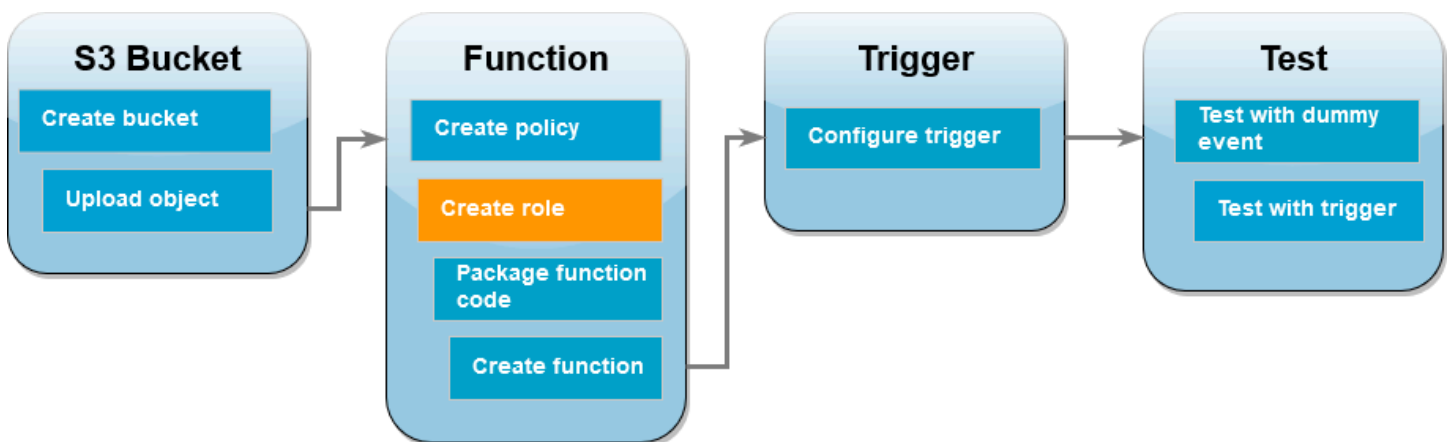 S3 Bucket
Create bucket
Upload object
Function
Create policy
Create role
Package function
code
Create function
Trigger
Configure trigger
Test
Test with dummy
event
Test with trigger